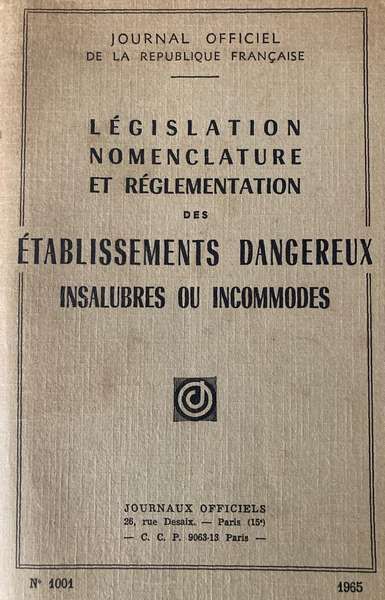 JOURNAL OFFICIEL
DE LA REPUBLIQUE FRANÇAISE
LÉGISLATION
NOMENCLATURE
ET RÉGLEMENTATION
DES
ÉTABLISSEMENTS DANGEREUX
INSALUBRES OU INCOMMODES
JOURNAUX OFFICIELS
26, rue Desaix. — Paris (15ᵉ)
— C. C. P. 9063-13 Paris —
N° 1001 1965